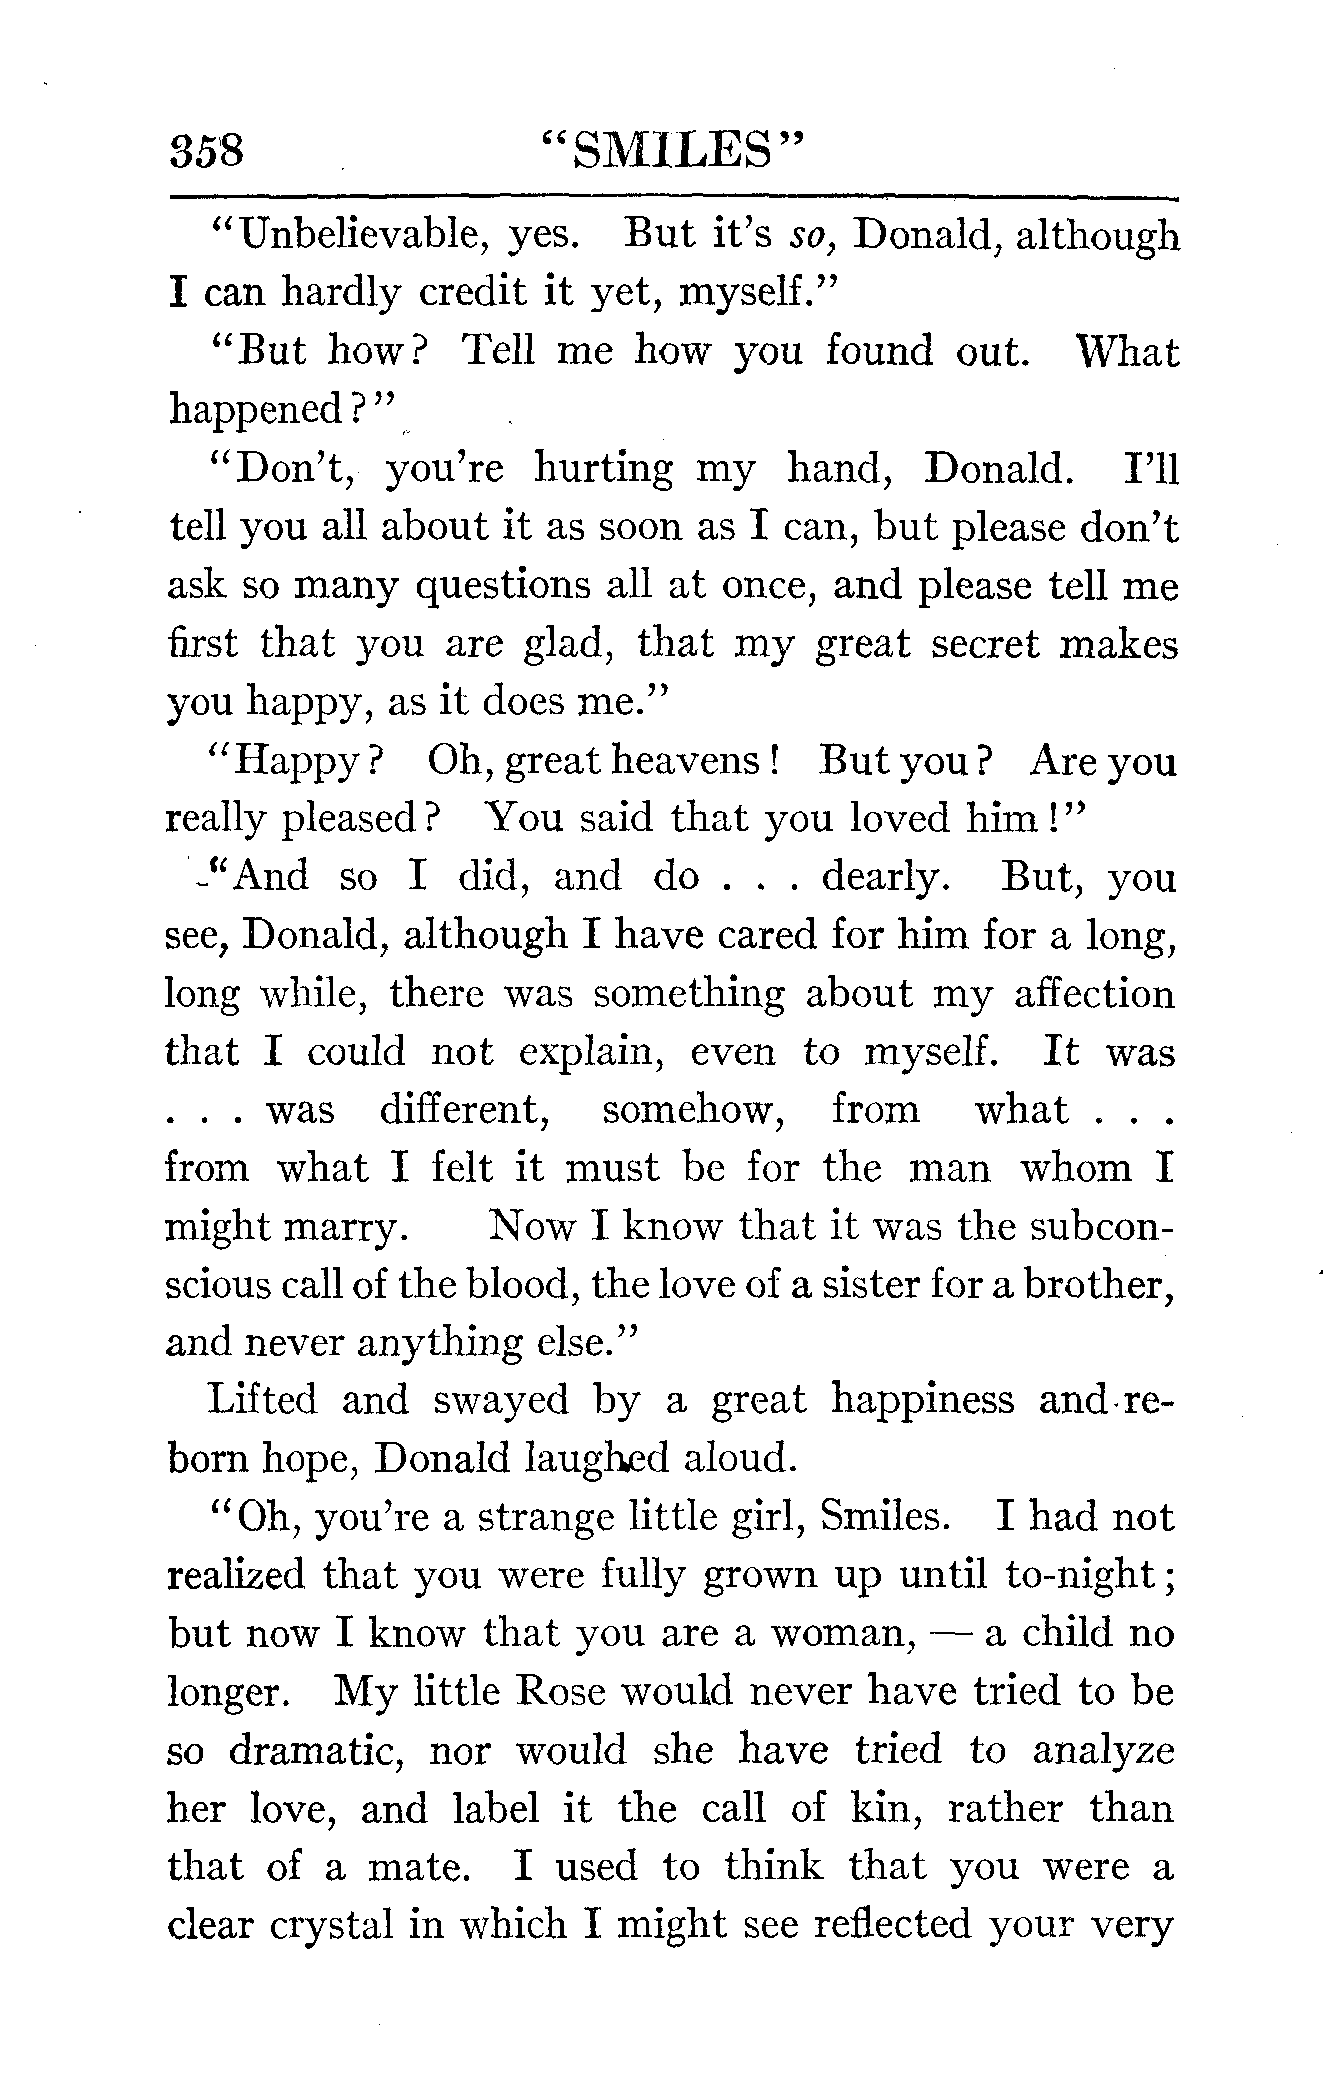 358 "SMILES"
"Unbelievable, yes. But it's so, Donald, although
I can hardly credit it yet, myself."
"But how? Tell me how you found out. What
happened?"
"Don't, you're hurting my hand, Donald. I'll
tell you all about it as soon as I can, but please don't
ask so many questions all at once, and please tell me
first that you are glad, that my great secret makes
you happy, as it does me."
"Happy? Oh, great heavens! But you? Are you
really pleased? You said that you loved him!"
"And so I did, and do . . . dearly. But, you
see, Donald, although I have cared for him for a long,
long while, there was something about my affection
that I could not explain, even to myself. It was
. . . was different, somehow, from what . . .
from what I felt it must be for the man whom I
might marry. Now I know that it was the subcon-
scious call of the blood, the love of a sister for a brother,
and never anything else."
Lifted and swayed by a great happiness and re-
born hope, Donald laughed aloud.
"Oh, you're a strange little girl, Smiles. I had not
realized that you were fully grown up until to-night;
but now I know that you are a woman, — a child no
longer. My little Rose would never have tried to be
so dramatic, nor would she have tried to analyze
her love, and label it the call of kin, rather than
that of a mate. I used to think that you were a
clear crystal in which I might see reflected your very